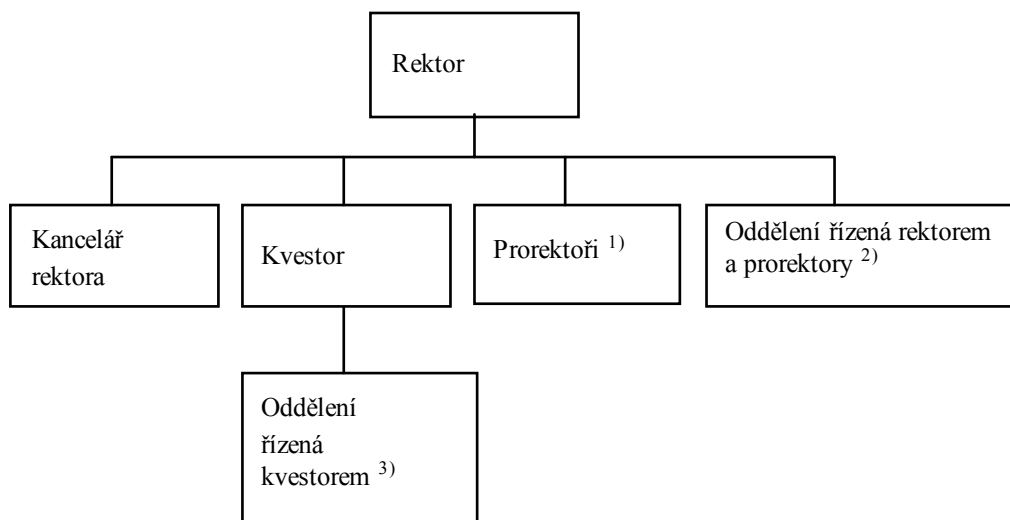 Rektor
Kancelář
rektora
Kvestor
Prorektoři 1)
Oddělení řízená rektorem
a prorektory 2)
Oddělení
řízená
kvestorem 3)